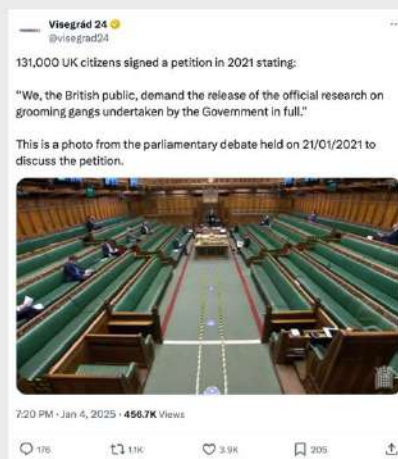 Visegrád 24
@visegrad24
131,000 UK citizens signed a petition in 2021 stating:
"We, the British public, demand the release of the official research on
grooming gangs undertaken by the Government in full."
This is a photo from the parliamentary debate held on 21/01/2021 to
discuss the petition.
7:20 PM · Jan 4, 2025 · 456.7K Views
176 1.1K 3.9K 205